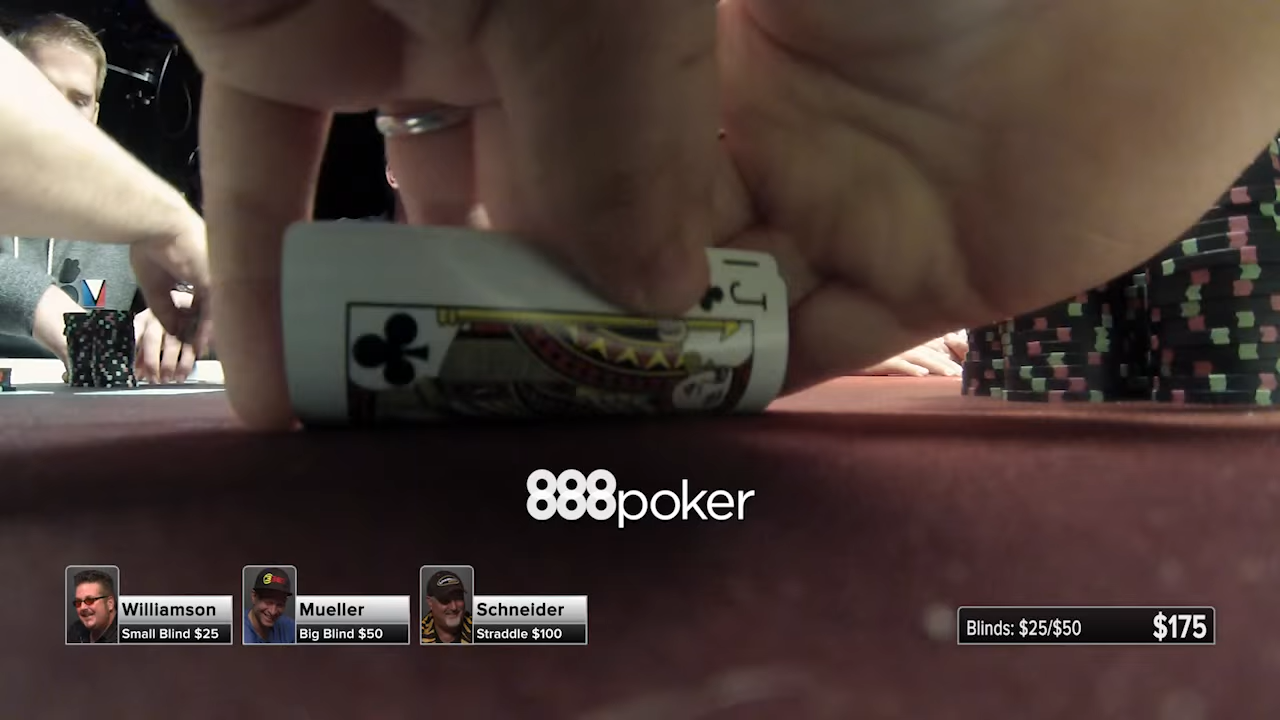 J
888poker
Williamson
Small Blind $25
Mueller
Big Blind $50
Schneider
Straddle $100
Blinds: $25/$50
$175